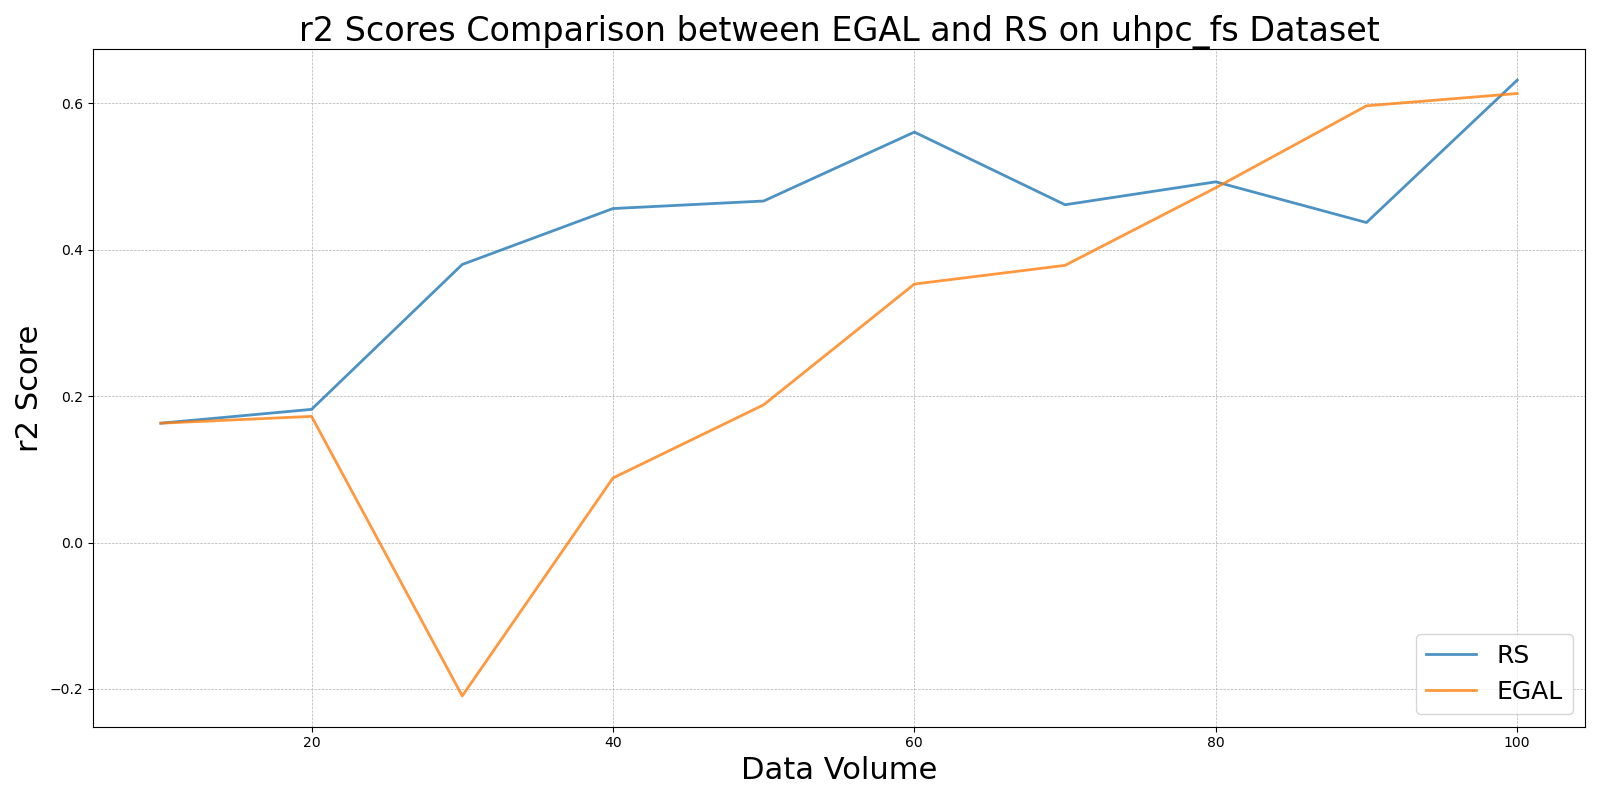 r2 Scores Comparison between EGAL and RS on uhpc_fs Dataset
r2 Score
0.6
0.4
0.2
0.0
−0.2
20 40 60 80 100
Data Volume
RS
EGAL